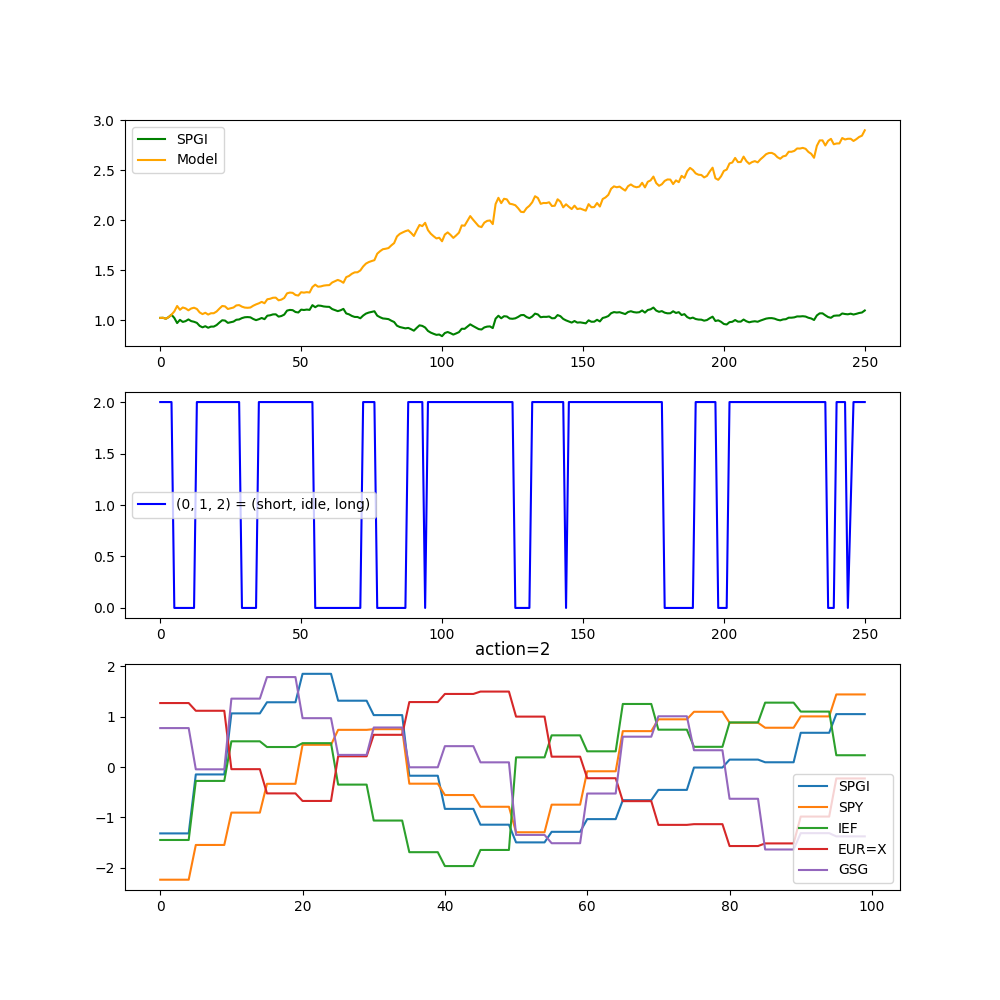 3.0
2.5
2.0
1.5
1.0
SPGI
Model
0 50 100 150 200 250
2.0
1.5
1.0
0.5
0.0
(0, 1, 2) = (short, idle, long)
0 50 100 150 200 250
action=2
2
1
0
−1
−2
SPGI
SPY
IEF
EUR=X
GSG
0 20 40 60 80 100